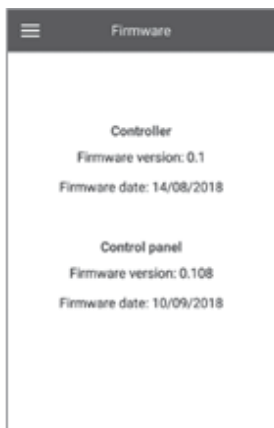 Firmware
Controller
Firmware version: 0.1
Firmware date: 14/08/2018
Control panel
Firmware version: 0.108
Firmware date: 10/09/2018